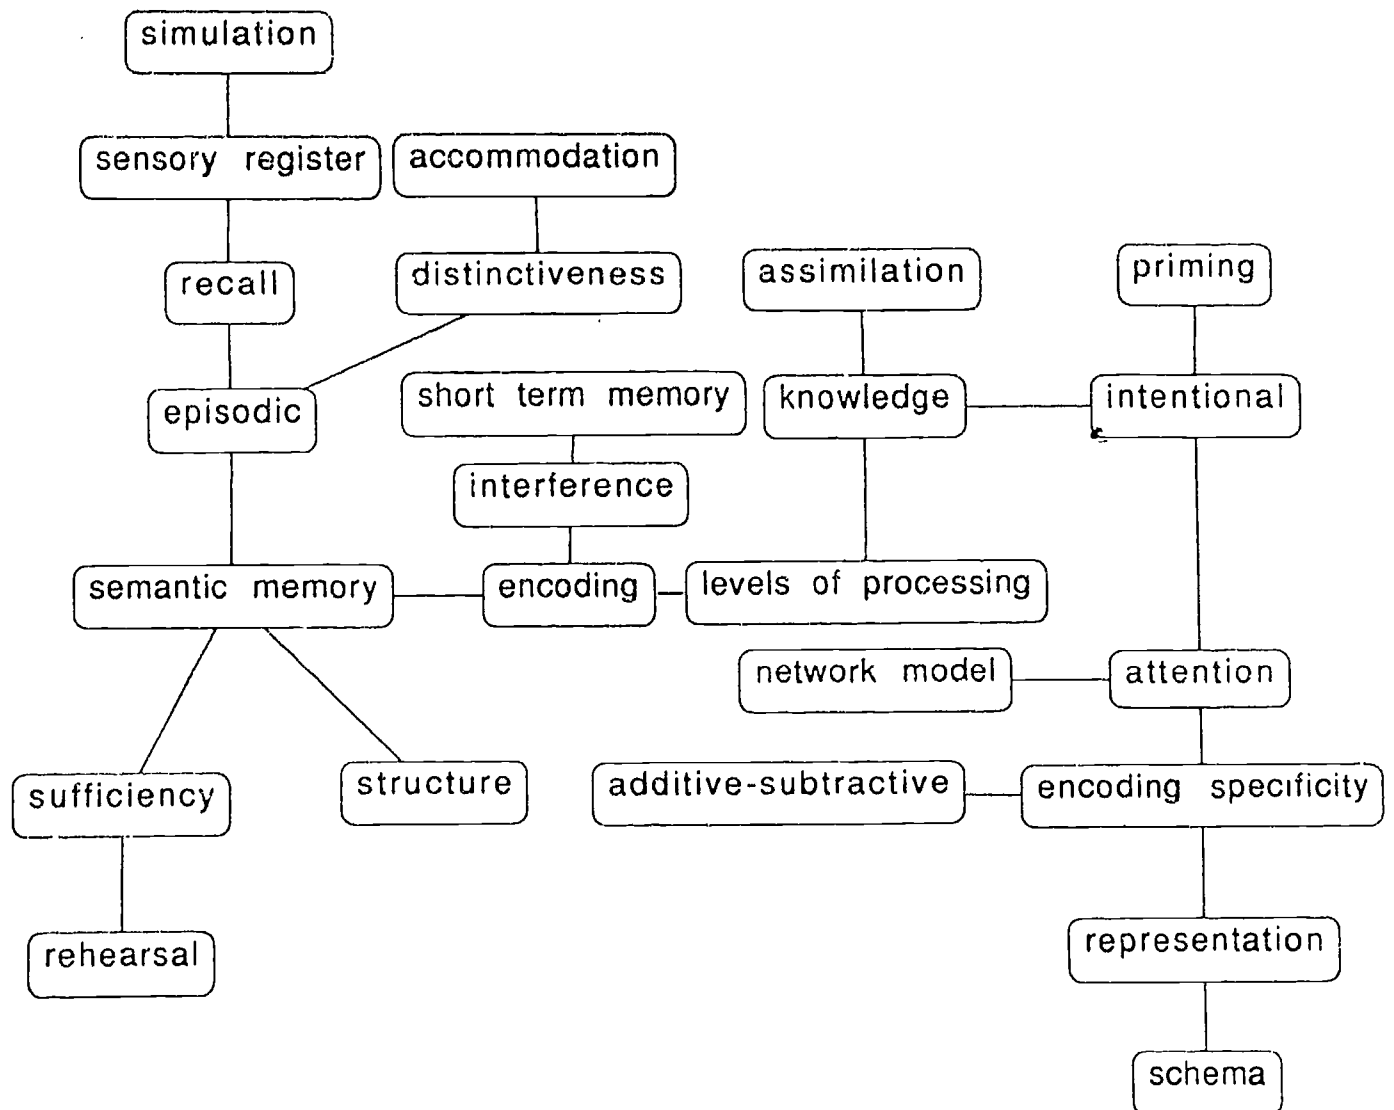 simulation
sensory register
accommodation
recall
distinctiveness
assimilation
priming
episodic
short term memory
knowledge
intentional
interference
semantic memory
encoding
levels of processing
network model
attention
sufficiency
structure
additive-subtractive
encoding specificity
rehearsal
representation
schema